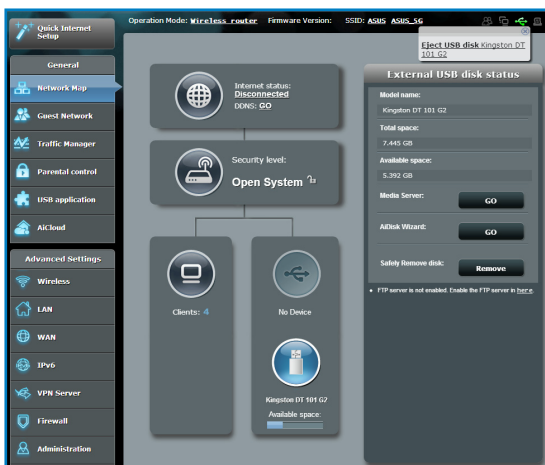 Quick Internet
Setup
Operation Mode: Wireless router Firmware Version: SSID: ASUS ASUS_5G
Eject USB disk Kingston DT
101 G2
General
Network Map
Guest Network
Traffic Manager
Parental control
USB application
AiCloud
Advanced Settings
Wireless
LAN
WAN
IPv6
VPN Server
Firewall
Administration
Internet status:
Disconnected
DDNS: GO
Security level:
Open System
Clients: 4
No Device
Kingston DT 101 G2
Available space:
External USB disk status
Model name:
Kingston DT 101 G2
Total space:
7.445 GB
Available space:
5.392 GB
Media Server: GO
AiDisk Wizard: GO
Safely Remove disk: Remove
• FTP server is not enabled. Enable the FTP server in here.